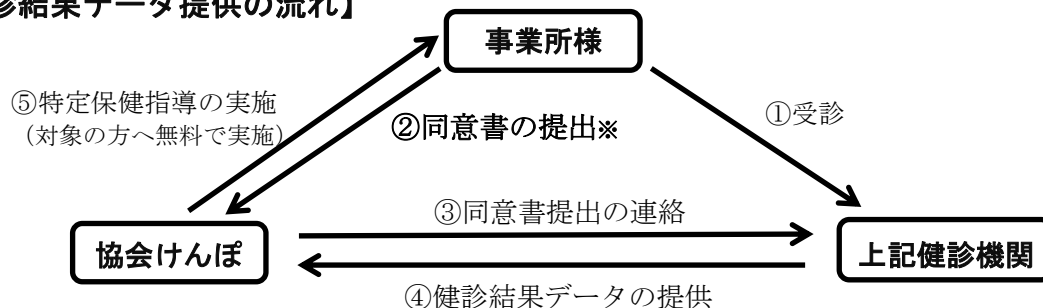 診結果データ提供の流れ】
事業所様
⑤特定保健指導の実施
(対象の方へ無料で実施)
②同意書の提出※
①受診
③同意書提出の連絡
協会けんぽ
上記健診機関
④健診結果データの提供